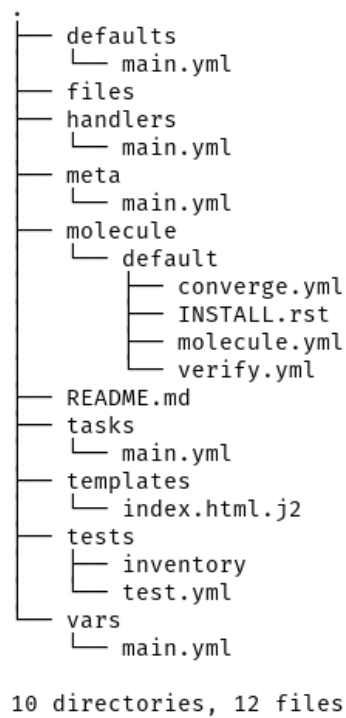 .
├── defaults
│   └── main.yml
├── files
├── handlers
│   └── main.yml
├── meta
│   └── main.yml
├── molecule
│   └── default
│       ├── converge.yml
│       ├── INSTALL.rst
│       ├── molecule.yml
│       └── verify.yml
├── README.md
├── tasks
│   └── main.yml
├── templates
│   └── index.html.j2
├── tests
│   ├── inventory
│   └── test.yml
└── vars
    └── main.yml

10 directories, 12 files